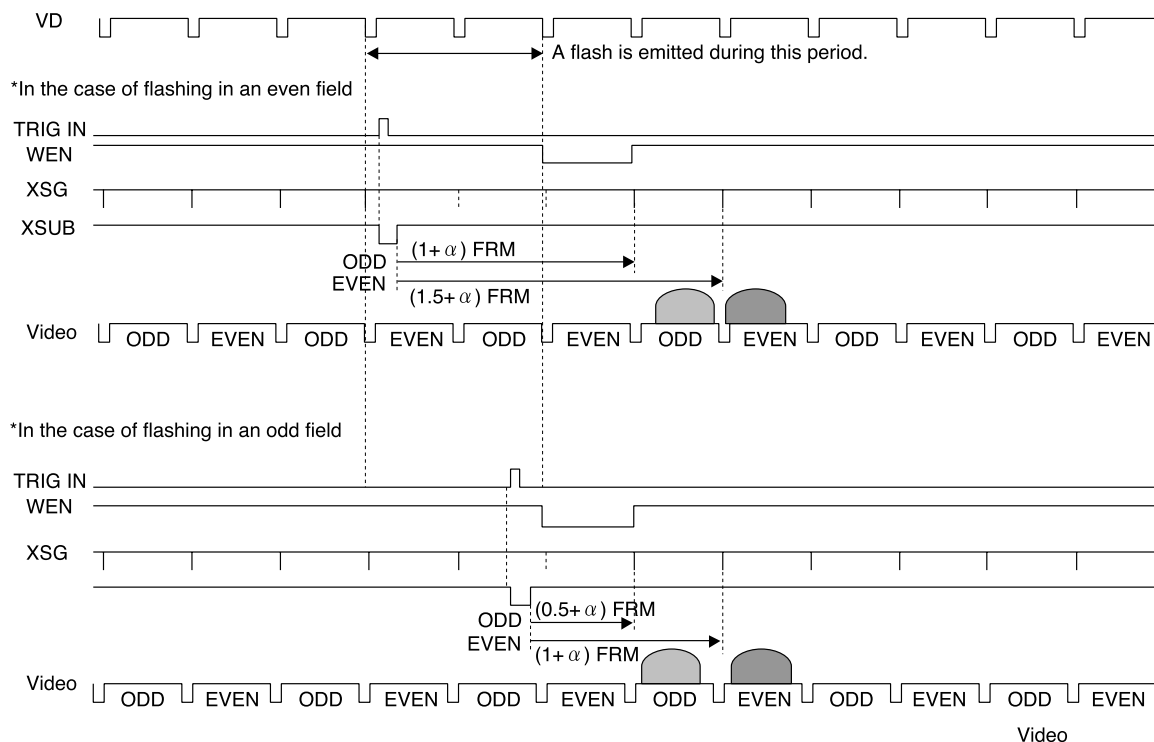 VD
A flash is emitted during this period.
*In the case of flashing in an even field
TRIG IN
WEN
XSG
XSUB
(1+α) FRM
ODD
EVEN
(1.5+α) FRM
Video
ODD EVEN ODD EVEN ODD EVEN ODD EVEN ODD EVEN ODD EVEN
*In the case of flashing in an odd field
TRIG IN
WEN
XSG
(0.5+α) FRM
ODD
EVEN
(1+α) FRM
Video
ODD EVEN ODD EVEN ODD EVEN ODD EVEN ODD EVEN ODD EVEN
Video